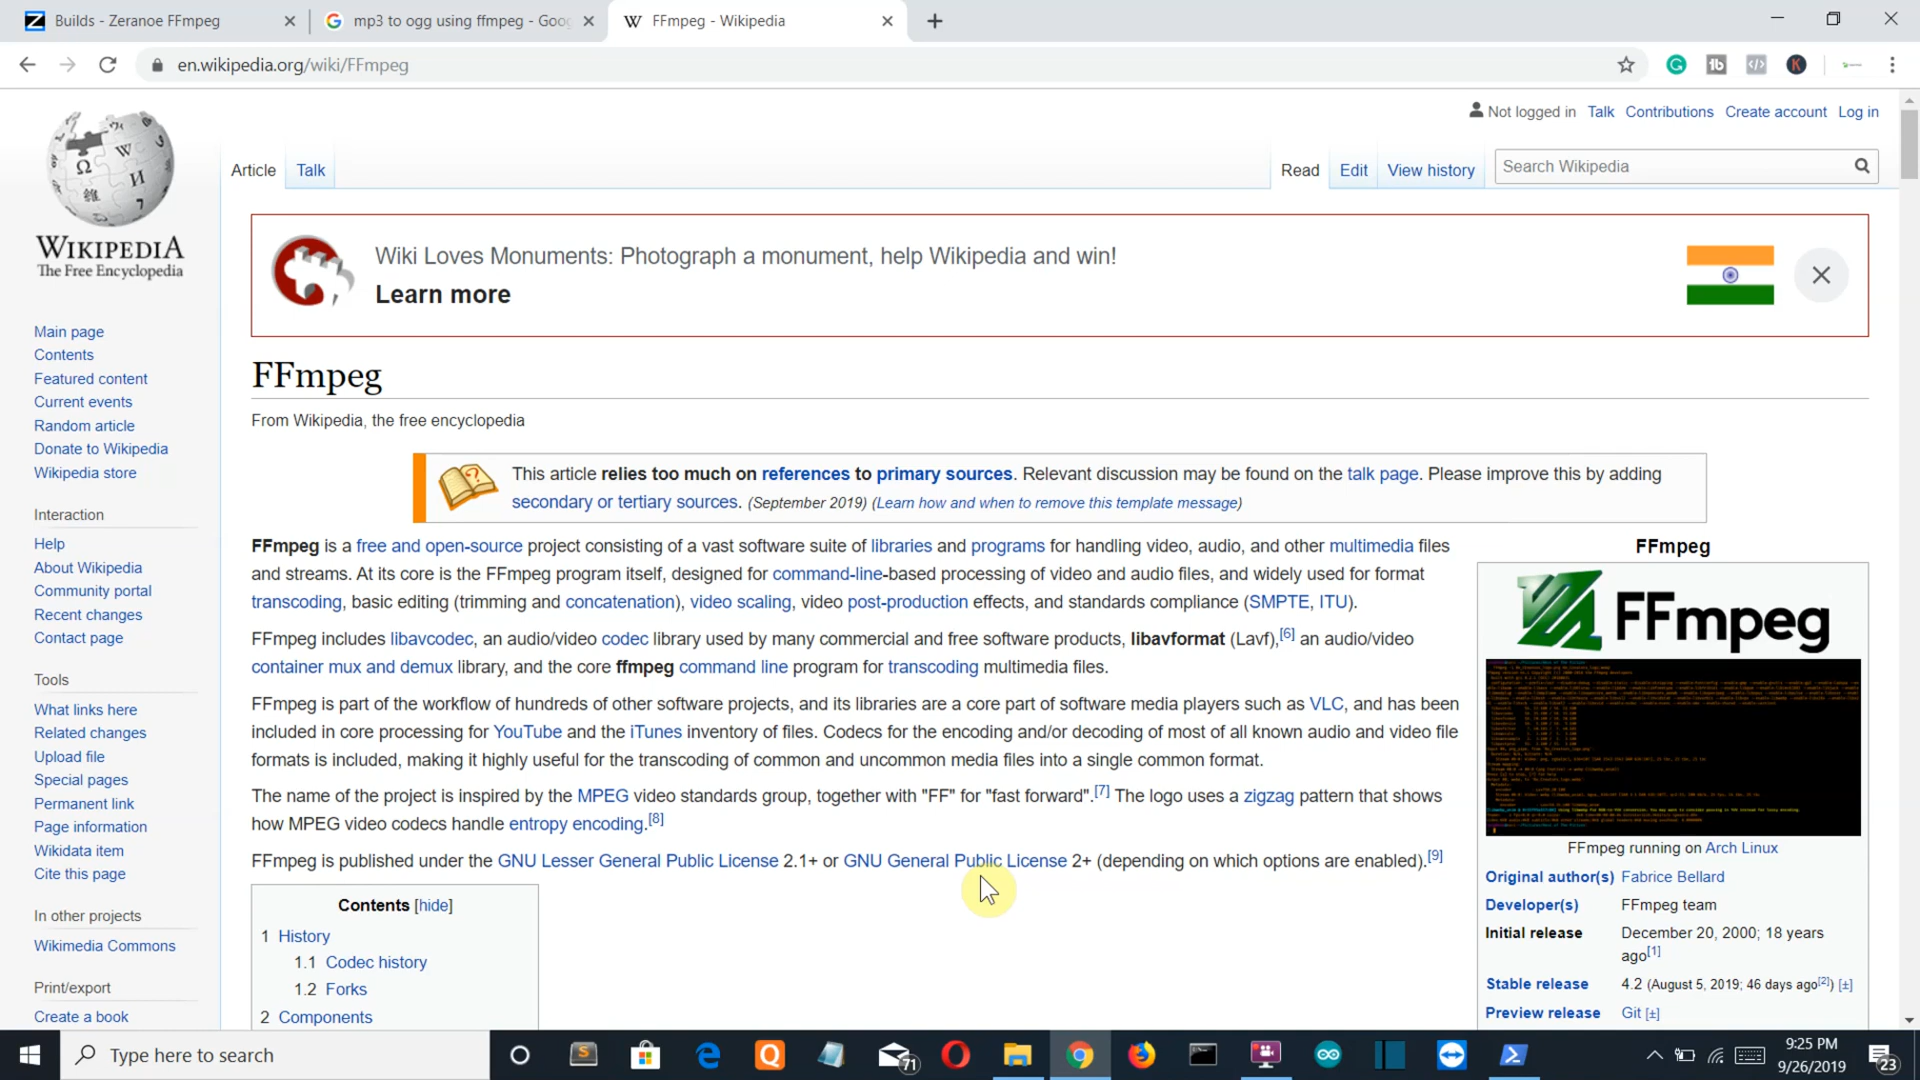 Builds - Zeranoe FFmpeg
mp3 to ogg using ffmpeg - Goo
FFmpeg - Wikipedia
en.wikipedia.org/wiki/FFmpeg
Not logged in Talk Contributions Create account Log in
Article Talk
Read Edit View history
Search Wikipedia
WIKIPEDIA
The Free Encyclopedia
Wiki Loves Monuments: Photograph a monument, help Wikipedia and win!
Learn more
Main page
Contents
Featured content
Current events
Random article
Donate to Wikipedia
Wikipedia store
Interaction
Help
About Wikipedia
Community portal
Recent changes
Contact page
Tools
What links here
Related changes
Upload file
Special pages
Permanent link
Page information
Wikidata item
Cite this page
In other projects
Wikimedia Commons
Print/export
Create a book
FFmpeg
From Wikipedia, the free encyclopedia
This article relies too much on references to primary sources. Relevant discussion may be found on the talk page. Please improve this by adding
secondary or tertiary sources. (September 2019) (Learn how and when to remove this template message)
FFmpeg is a free and open-source project consisting of a vast software suite of libraries and programs for handling video, audio, and other multimedia files
and streams. At its core is the FFmpeg program itself, designed for command-line-based processing of video and audio files, and widely used for format
transcoding, basic editing (trimming and concatenation), video scaling, video post-production effects, and standards compliance (SMPTE, ITU).
FFmpeg includes libavcodec, an audio/video codec library used by many commercial and free software products, libavformat (Lavf),[6] an audio/video
container mux and demux library, and the core ffmpeg command line program for transcoding multimedia files.
FFmpeg is part of the workflow of hundreds of other software projects, and its libraries are a core part of software media players such as VLC, and has been
included in core processing for YouTube and the iTunes inventory of files. Codecs for the encoding and/or decoding of most of all known audio and video file
formats is included, making it highly useful for the transcoding of common and uncommon media files into a single common format.
The name of the project is inspired by the MPEG video standards group, together with "FF" for "fast forward".[7] The logo uses a zigzag pattern that shows
how MPEG video codecs handle entropy encoding.[8]
FFmpeg is published under the GNU Lesser General Public License 2.1+ or GNU General Public License 2+ (depending on which options are enabled).[9]
Contents [hide]
1 History
1.1 Codec history
1.2 Forks
2 Components
FFmpeg
FFmpeg
FFmpeg running on Arch Linux
Original author(s) Fabrice Bellard
Developer(s) FFmpeg team
Initial release December 20, 2000; 18 years
ago[1]
Stable release 4.2 (August 5, 2019; 46 days ago[2]) [±]
Preview release Git [±]
Type here to search
71
9:25 PM
9/26/2019
23